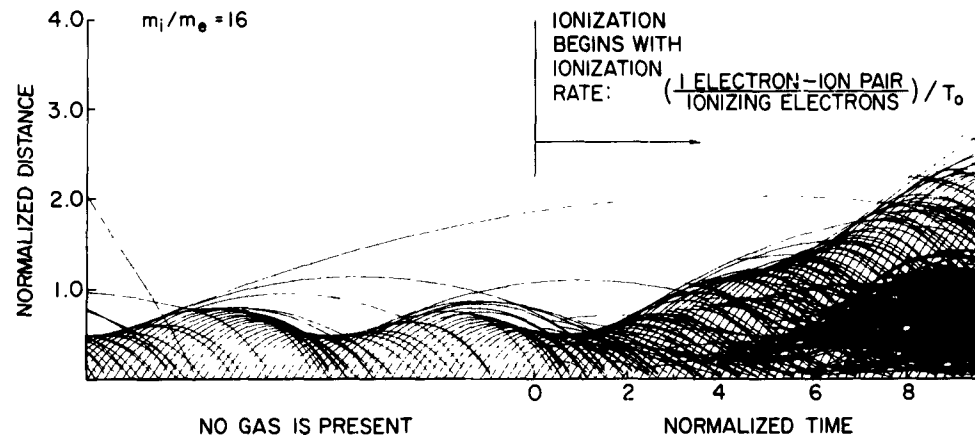 4.0
3.0
2.0
1.0
NORMALIZED DISTANCE
mi/me = 16
IONIZATION
BEGINS WITH
IONIZATION
RATE: (1 ELECTRON-ION PAIR / IONIZING ELECTRONS) / To
0 2 4 6 8
NO GAS IS PRESENT
NORMALIZED TIME